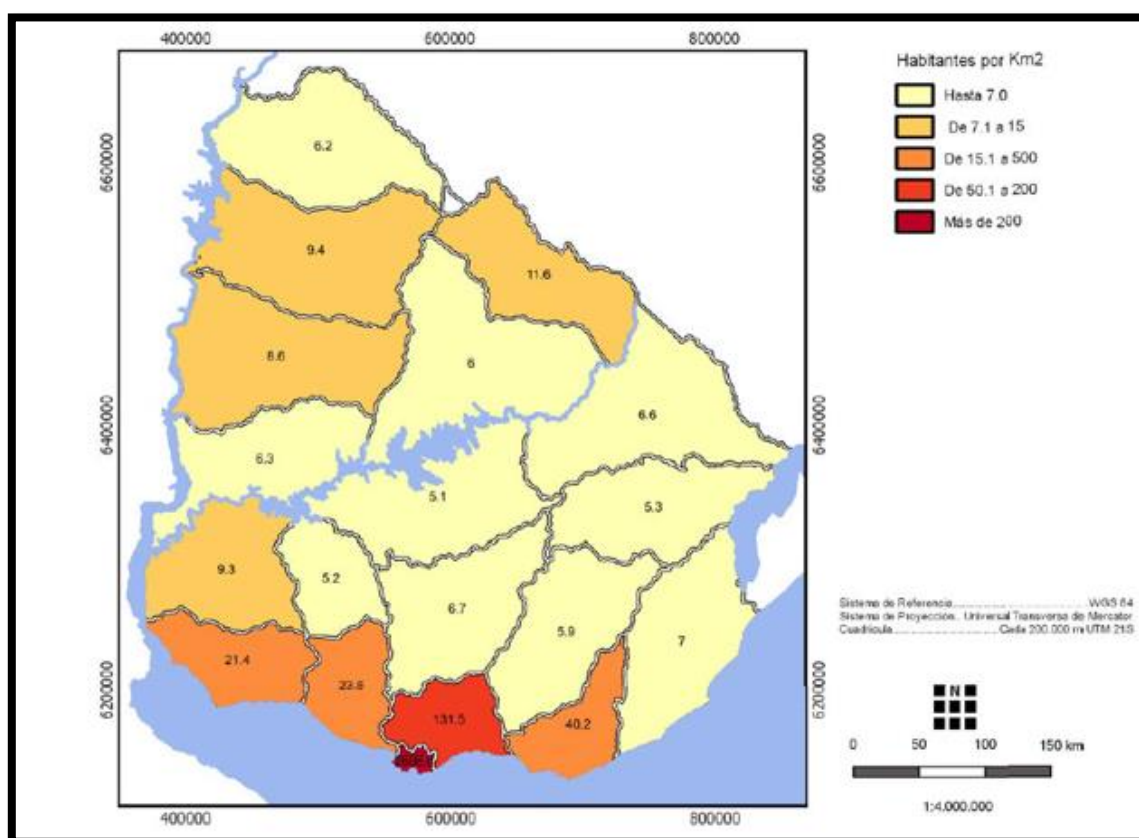 400000 600000 800000
Habitantes por Km2
Hasta 7.0
De 7.1 a 15
De 15.1 a 500
De 50.1 a 200
Más de 200
6600000 6600000
6400000 6400000
6200000 6200000
6.2
9.4
11.6
8.6
6
6.6
6.3
5.1
5.3
9.3
5.2
6.7
5.9
7
21.4
23.6
131.5
40.2
Sistema de Referencia WGS 84
Sistema de Proyección.. Universal Transversa de Mercator
Cuadrícula Cada 200.000 m UTM 21S
N
0 50 100 150 km
1:4.000.000
400000 600000 800000